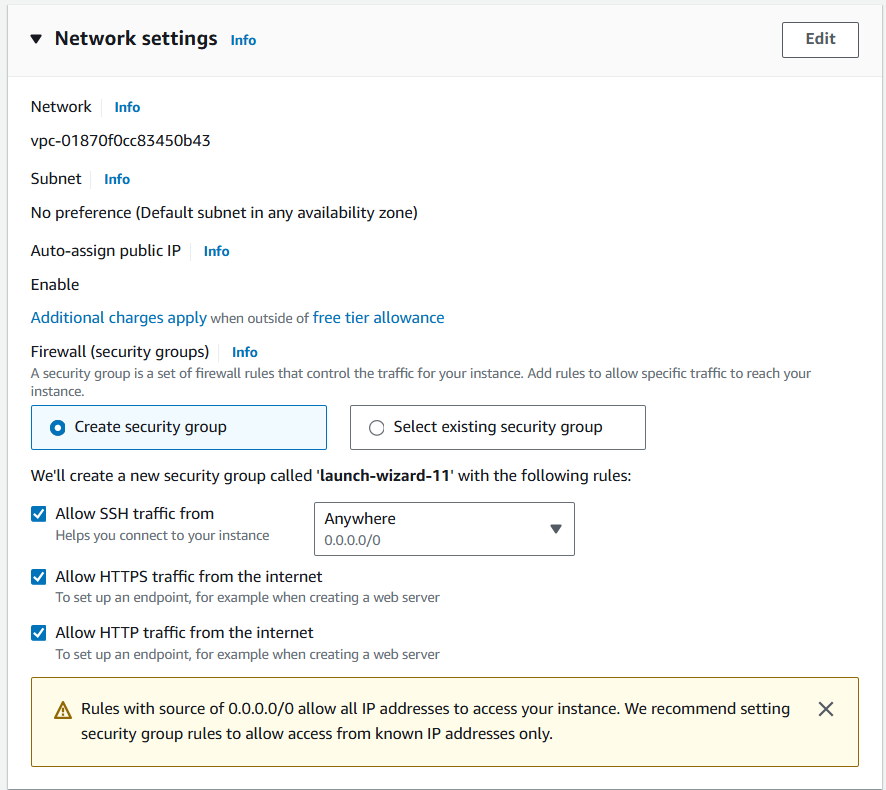 Network settings Info
Edit
Network Info
vpc-01870f0cc83450b43
Subnet Info
No preference (Default subnet in any availability zone)
Auto-assign public IP Info
Enable
Additional charges apply when outside of free tier allowance
Firewall (security groups) Info
A security group is a set of firewall rules that control the traffic for your instance. Add rules to allow specific traffic to reach your
instance.
Create security group
Select existing security group
We'll create a new security group called 'launch-wizard-11' with the following rules:
Allow SSH traffic from
Helps you connect to your instance
Anywhere
0.0.0.0/0
Allow HTTPS traffic from the internet
To set up an endpoint, for example when creating a web server
Allow HTTP traffic from the internet
To set up an endpoint, for example when creating a web server
Rules with source of 0.0.0.0/0 allow all IP addresses to access your instance. We recommend setting
security group rules to allow access from known IP addresses only.